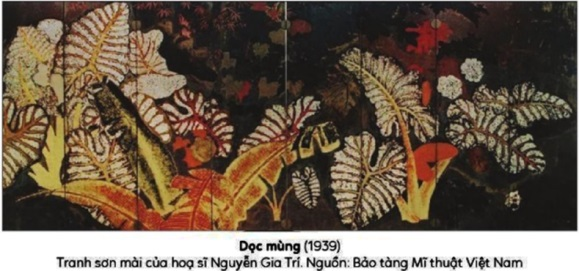 Dọc mùng (1939)
Tranh sơn mài của hoạ sĩ Nguyễn Gia Trí. Nguồn: Bảo tàng Mĩ thuật Việt Nam